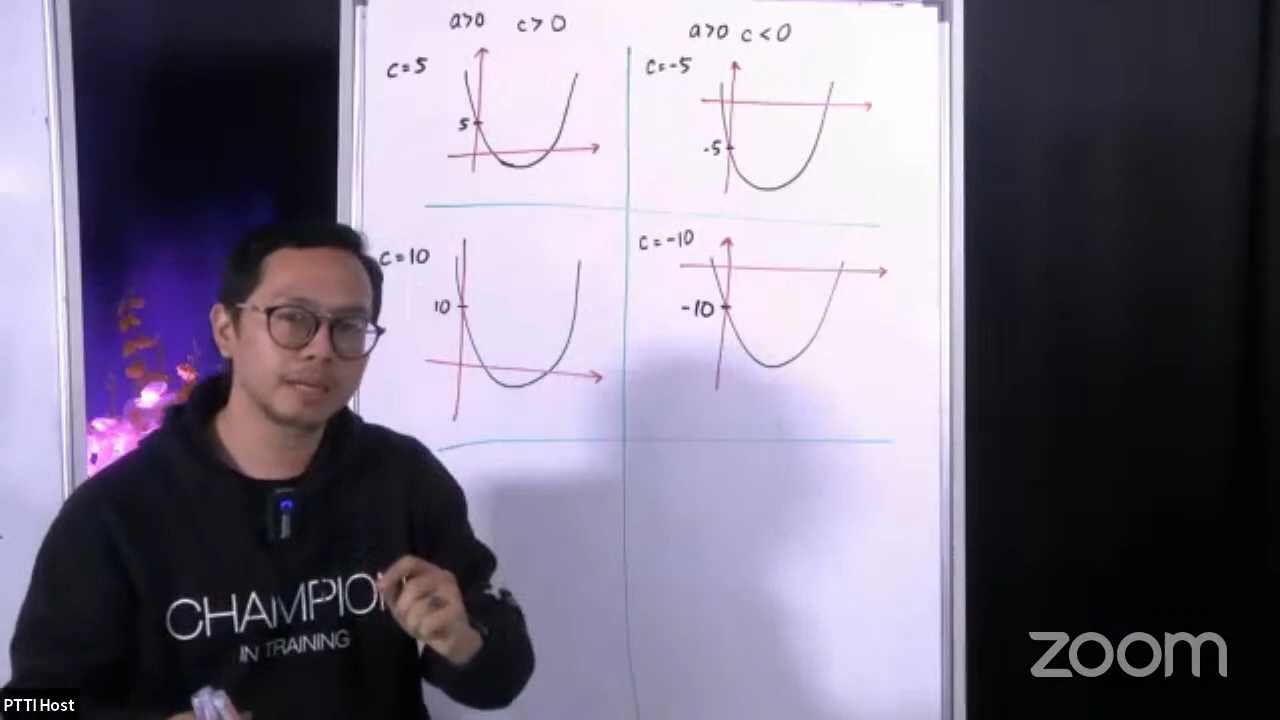 a>0 c>0
c=5
5
a>0 c<0
c=-5
-5
c=10
10
c=-10
-10
CHAMPION
IN TRAINING
zoom
PTTI Host